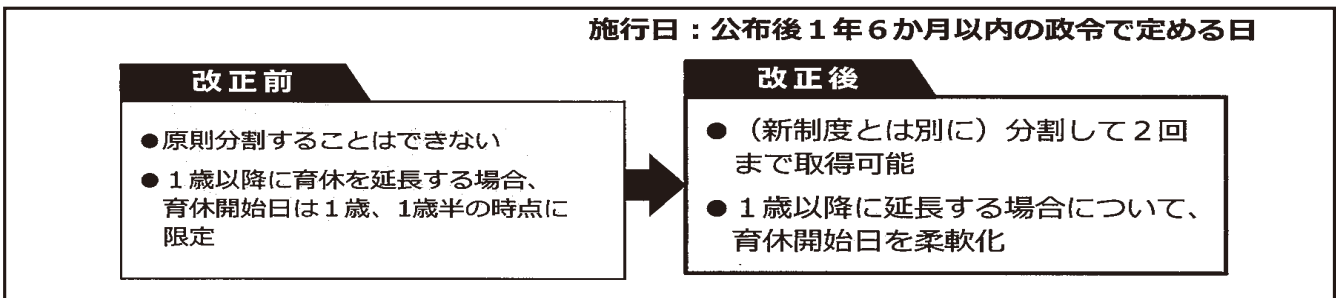 施行日：公布後１年６か月以内の政令で定める日
改正前
●原則分割することはできない
●１歳以降に育休を延長する場合、
育休開始日は１歳、1歳半の時点に
限定
改正後
●（新制度とは別に）分割して２回
まで取得可能
●１歳以降に延長する場合について、
育休開始日を柔軟化